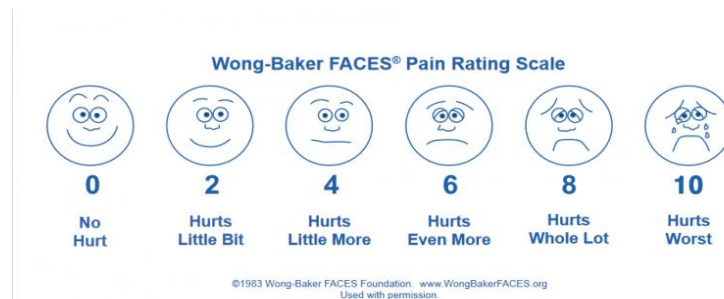 Wong-Baker FACES® Pain Rating Scale
0 2 4 6 8 10
No Hurt Hurts Hurts Hurts Hurts
Hurt Little Bit Little More Even More Whole Lot Worst
©1983 Wong-Baker FACES Foundation. www.WongBakerFACES.org
Used with permission.